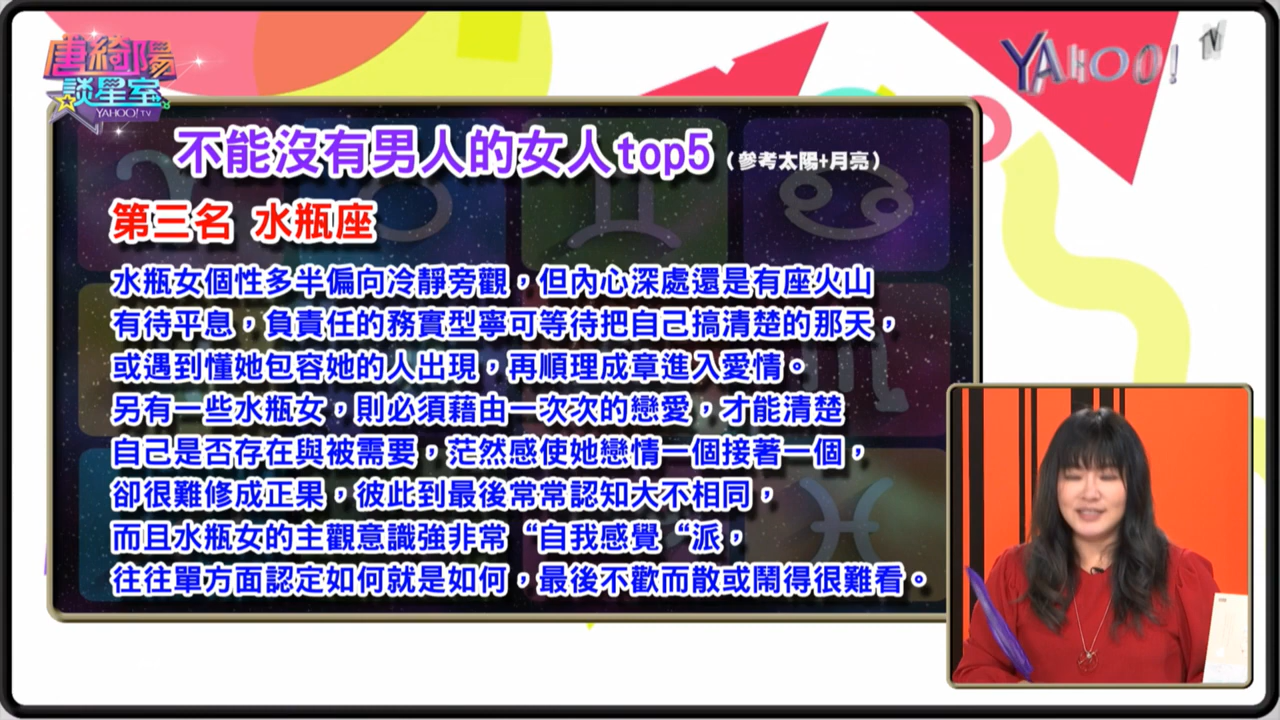 唐綺陽
談星室
YAHOO! TV
YAHOO! TV
不能沒有男人的女人top5（參考太陽+月亮）
第三名 水瓶座
水瓶女個性多半偏向冷靜旁觀，但內心深處還是有座火山
有待平息，負責任的務實型寧可等待把自己搞清楚的那天，
或遇到懂她包容她的人出現，再順理成章進入愛情。
另有一些水瓶女，則必須藉由一次次的戀愛，才能清楚
自己是否存在與被需要，茫然感使她戀情一個接著一個，
卻很難修成正果，彼此到最後常常認知大不相同，
而且水瓶女的主觀意識強非常“自我感覺“派，
往往單方面認定如何就是如何，最後不歡而散或鬧得很難看。